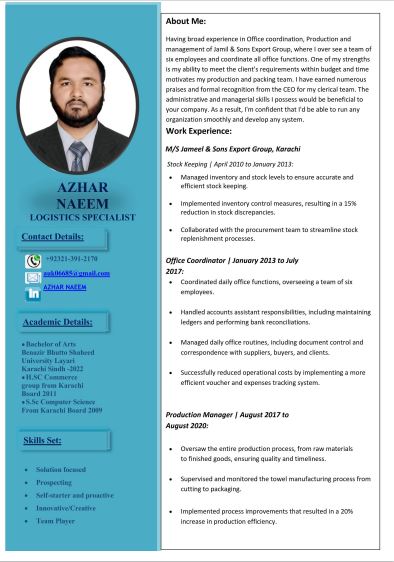 AZHAR
NAEEM
LOGISTICS SPECIALIST
Contact Details:
+92321-391-2170
auk06685@gmail.com
AZHAR NAEEM
Academic Details:
•Bachelor of Arts
Benazir Bhutto Shaheed
University Layari
Karachi Sindh -2022
•H.SC Commerce
group from Karachi
Board 2011
•S.Sc Computer Science
From Karachi Board 2009
Skills Set:
• Solution focused
• Prospecting
• Self-starter and proactive
• Innovative/Creative
• Team Player
About Me:
Having broad experience in Office coordination, Production and
management of Jamil & Sons Export Group, where I over see a team of
six employees and coordinate all office functions. One of my strengths
is my ability to meet the client's requirements within budget and time
motivates my production and packing team. I have earned numerous
praises and formal recognition from the CEO for my clerical team. The
administrative and managerial skills I possess would be beneficial to
your company. As a result, I'm confident that I'd be able to run any
organization smoothly and develop any system.
Work Experience:
M/S Jameel & Sons Export Group, Karachi
Stock Keeping | April 2010 to January 2013:
• Managed inventory and stock levels to ensure accurate and
efficient stock keeping.
• Implemented inventory control measures, resulting in a 15%
reduction in stock discrepancies.
• Collaborated with the procurement team to streamline stock
replenishment processes.
Office Coordinator | January 2013 to July
2017:
• Coordinated daily office functions, overseeing a team of six
employees.
• Handled accounts assistant responsibilities, including maintaining
ledgers and performing bank reconciliations.
• Managed daily office routines, including document control and
correspondence with suppliers, buyers, and clients.
• Successfully reduced operational costs by implementing a more
efficient voucher and expenses tracking system.
Production Manager | August 2017 to
August 2020:
• Oversaw the entire production process, from raw materials
to finished goods, ensuring quality and timeliness.
• Supervised and monitored the towel manufacturing process from
cutting to packaging.
• Implemented process improvements that resulted in a 20%
increase in production efficiency.